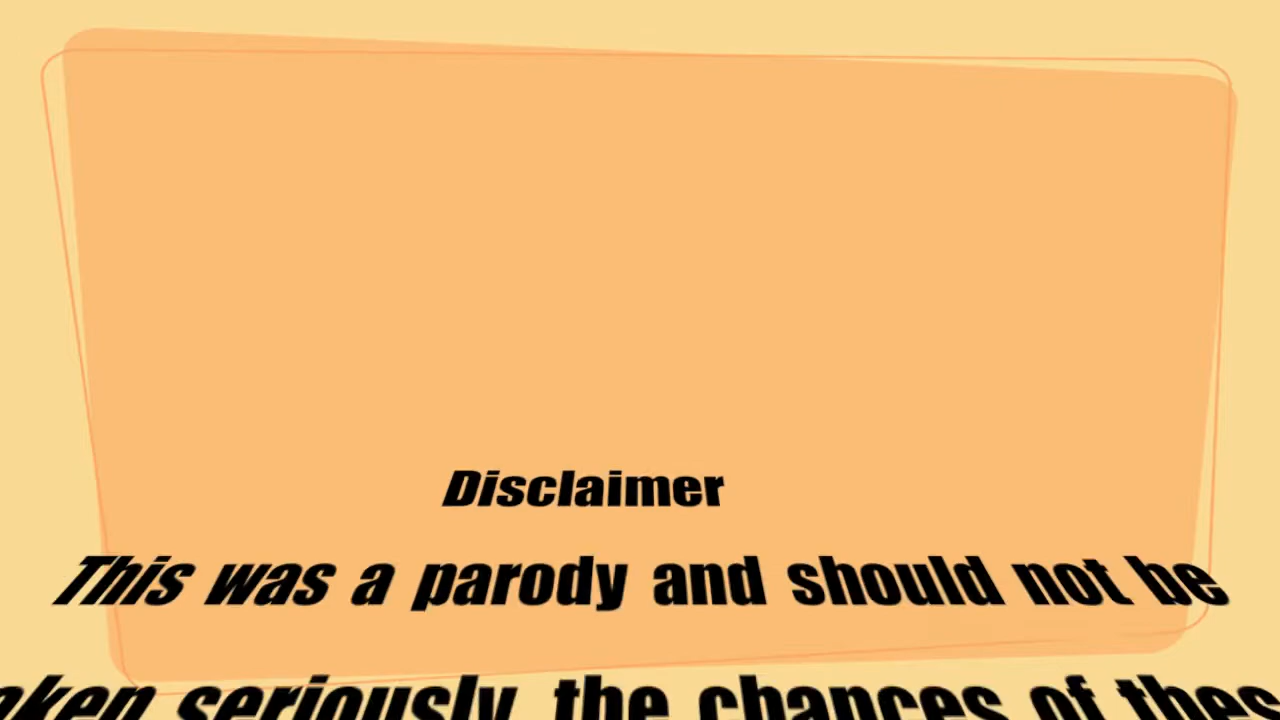 Disclaimer
This was a parody and should not be
seriously, the chances of